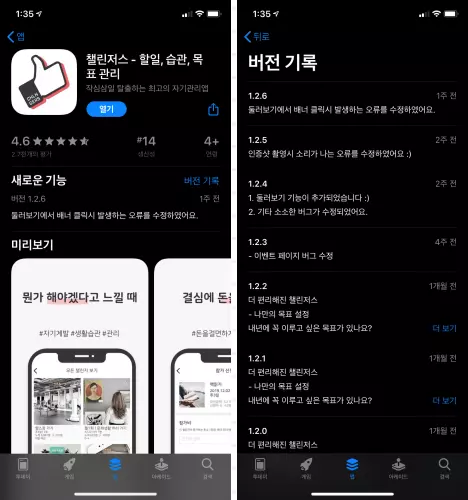 1:35
앱
챌린저스 - 할일, 습관, 목
표 관리
작심삼일 탈출하는 최고의 자기관리앱
열기
4.6
#14
4+
2.7천개의 평가
생산성
연령
새로운 기능
버전 기록
버전 1.2.6
1주 전
둘러보기에서 배너 클릭시 발생하는 오류를 수정하였어요.
미리보기
뭔가 해야겠다고 느낄 때
#자기계발 #생활습관 #관리
모든 챌린지 보기
결심에 돈을
#돈을걸면하
투데이
게임
앱
아케이드
검색
1:35
뒤로
버전 기록
1.2.6
1주 전
둘러보기에서 배너 클릭시 발생하는 오류를 수정하였어요.
1.2.5
2주 전
인증샷 촬영시 소리가 나는 오류를 수정하였어요 :)
1.2.4
2주 전
1. 둘러보기 기능이 추가되었습니다 :)
2. 기타 소소한 버그가 수정되었어요.
1.2.3
4주 전
- 이벤트 페이지 버그 수정
1.2.2
1개월 전
더 편리해진 챌린저스
- 나만의 목표 설정
내년에 꼭 이루고 싶은 목표가 있나요?
더 보기
1.2.1
1개월 전
더 편리해진 챌린저스
- 나만의 목표 설정
내년에 꼭 이루고 싶은 목표가 있나요?
더 보기
1.2.0
1개월 전
더 편리해진 챌린저스
투데이
게임
앱
아케이드
검색